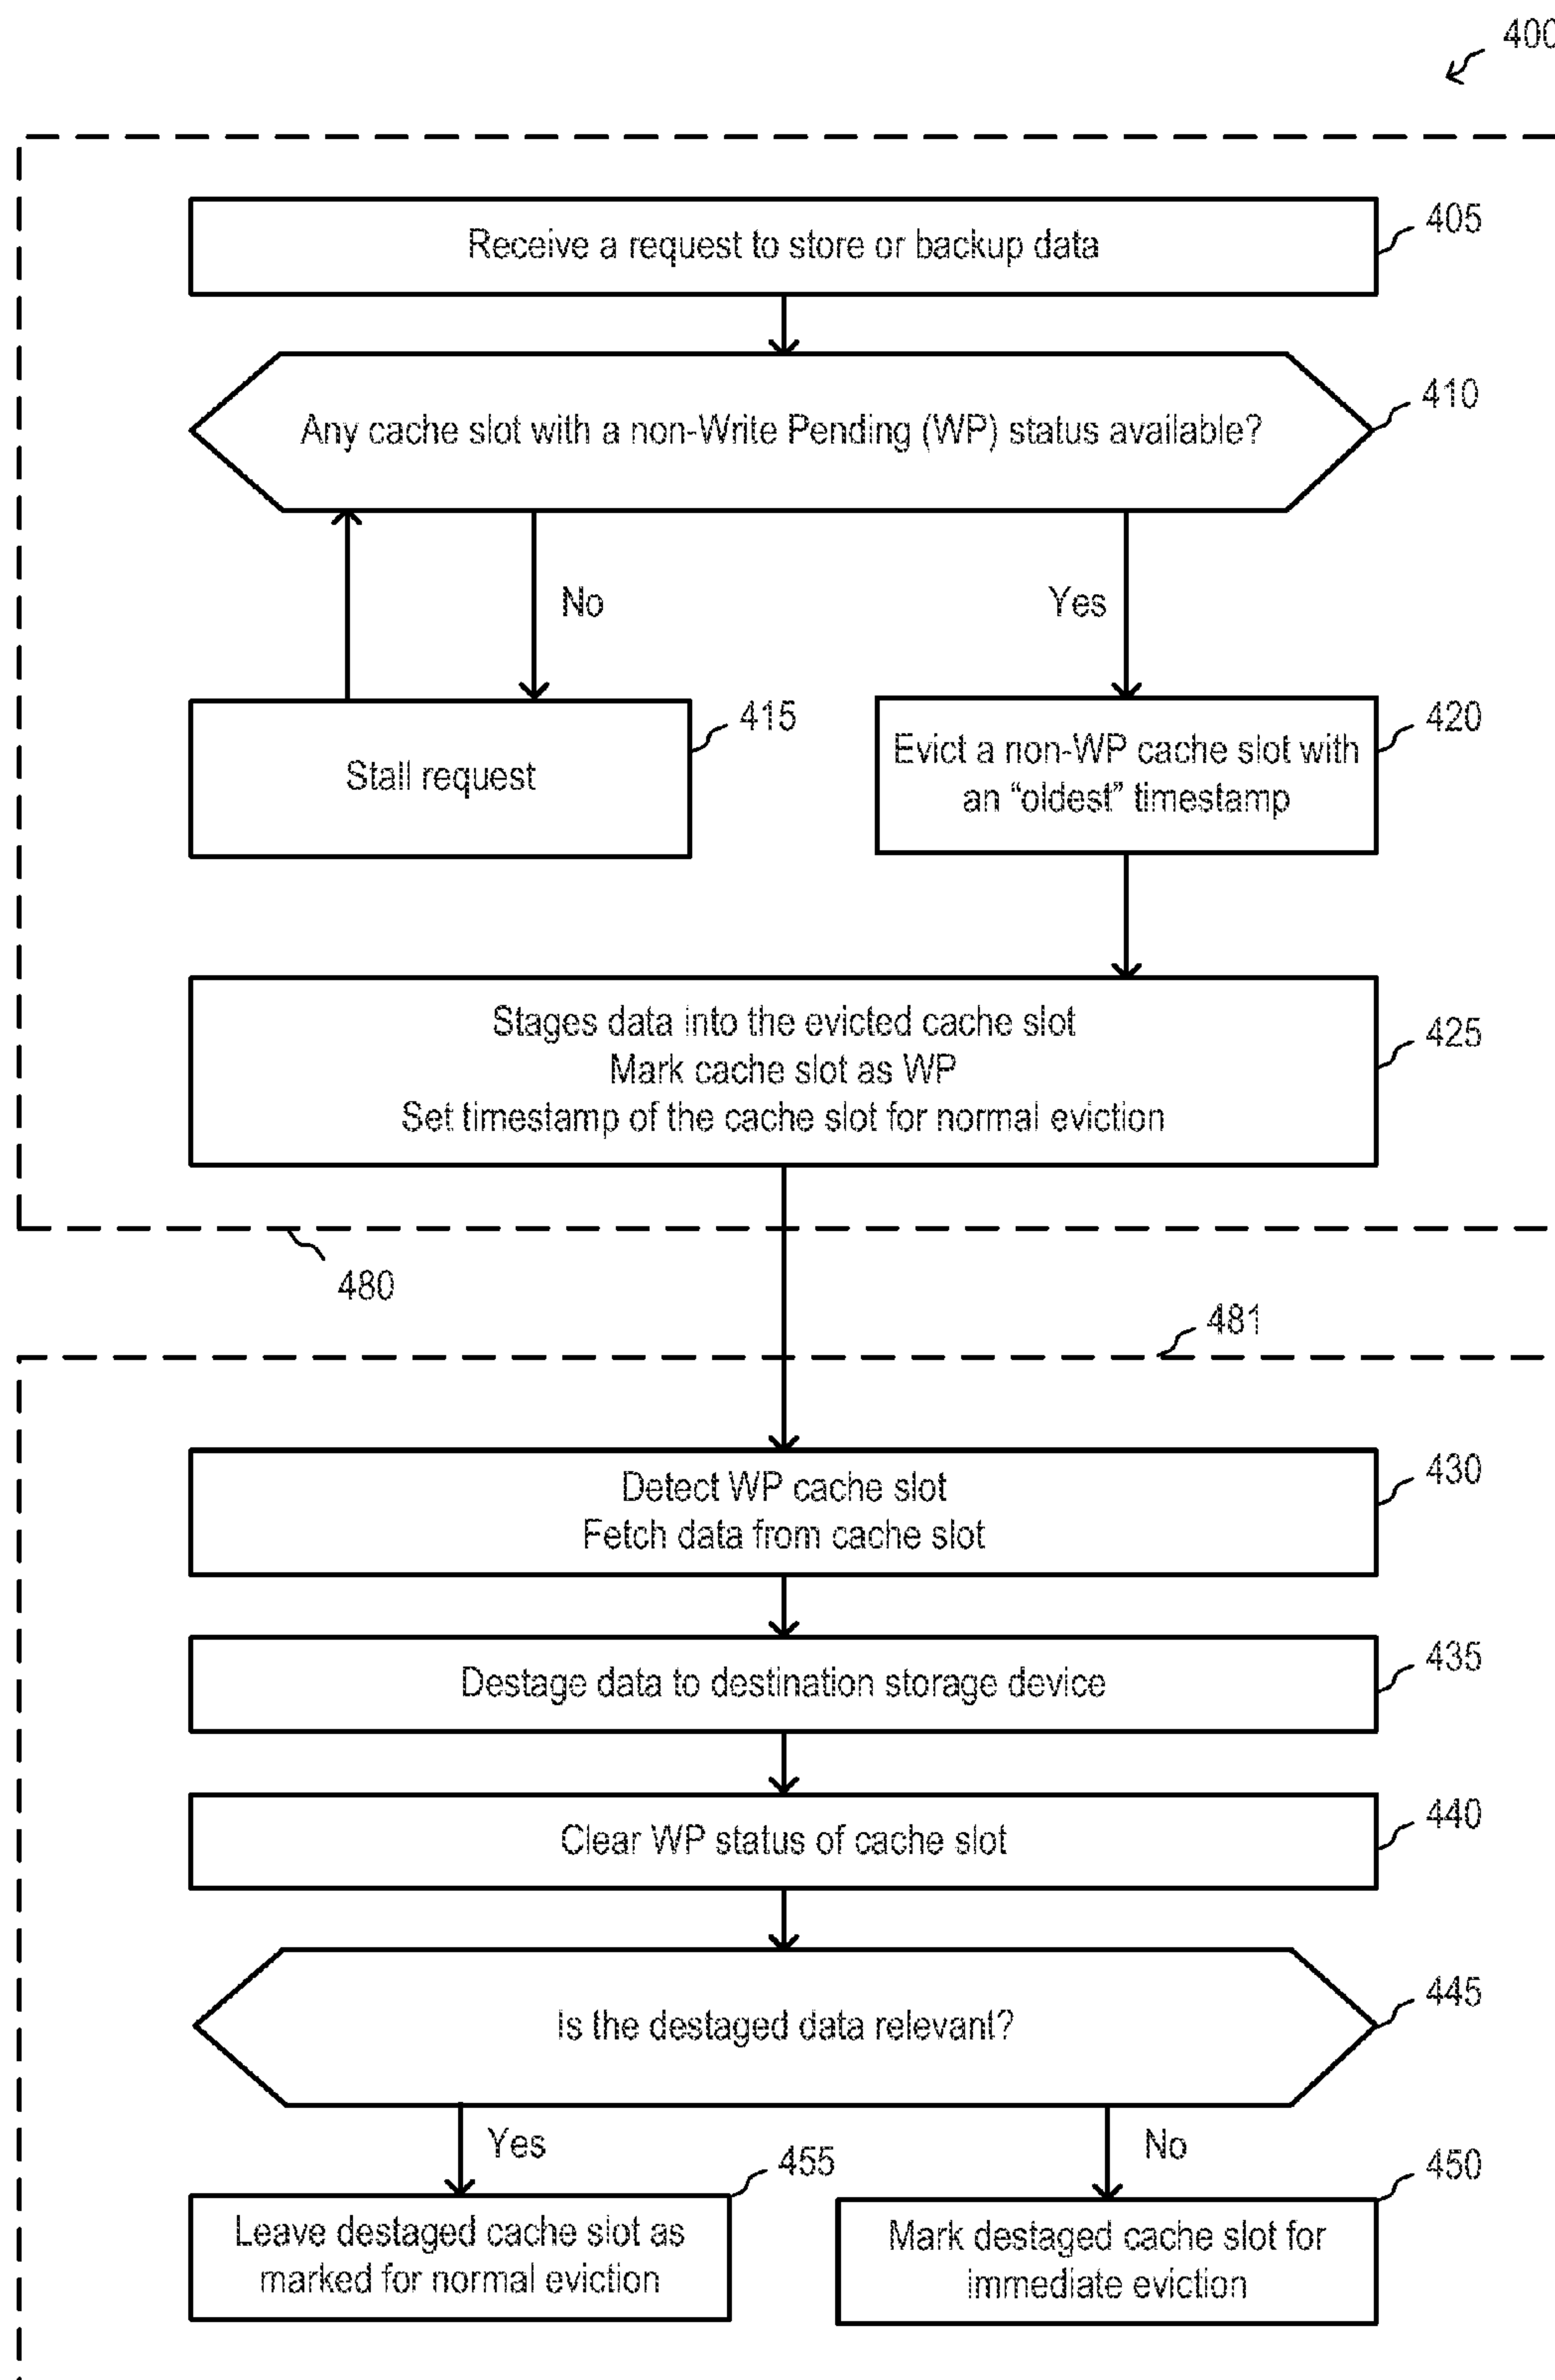 400
Receive a request to store or backup data
405
Any cache slot with a non-Write Pending (WP) status available?
410
No
Yes
Stall request
415
Evict a non-WP cache slot with
an “oldest” timestamp
420
Stages data into the evicted cache slot
Mark cache slot as WP
Set timestamp of the cache slot for normal eviction
425
480
481
Detect WP cache slot
Fetch data from cache slot
430
Destage data to destination storage device
435
Clear WP status of cache slot
440
Is the destaged data relevant?
445
Yes
No
Leave destaged cache slot as
marked for normal eviction
455
Mark destaged cache slot for
immediate eviction
450